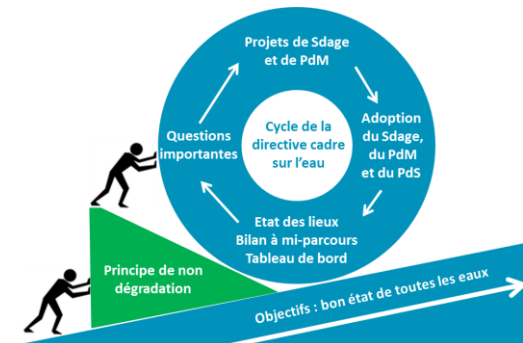 Projets de Sdage
et de PdM
Adoption
du Sdage,
du PdM
et du PdS
Cycle de la
directive cadre
sur l'eau
Questions
importantes
Etat des lieux
Bilan à mi-parcours
Tableau de bord
Principe de non
dégradation
Objectifs : bon état de toutes les eaux